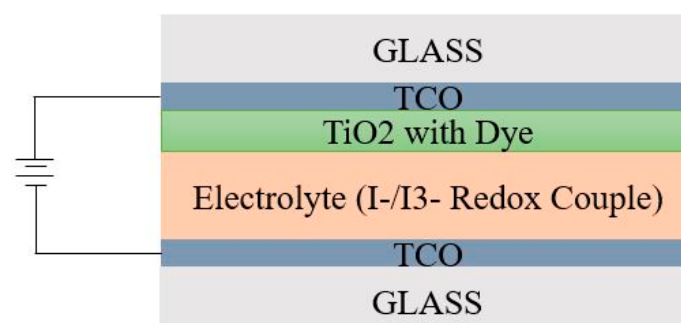 GLASS
TCO
TiO2 with Dye
Electrolyte (I-/I3- Redox Couple)
TCO
GLASS